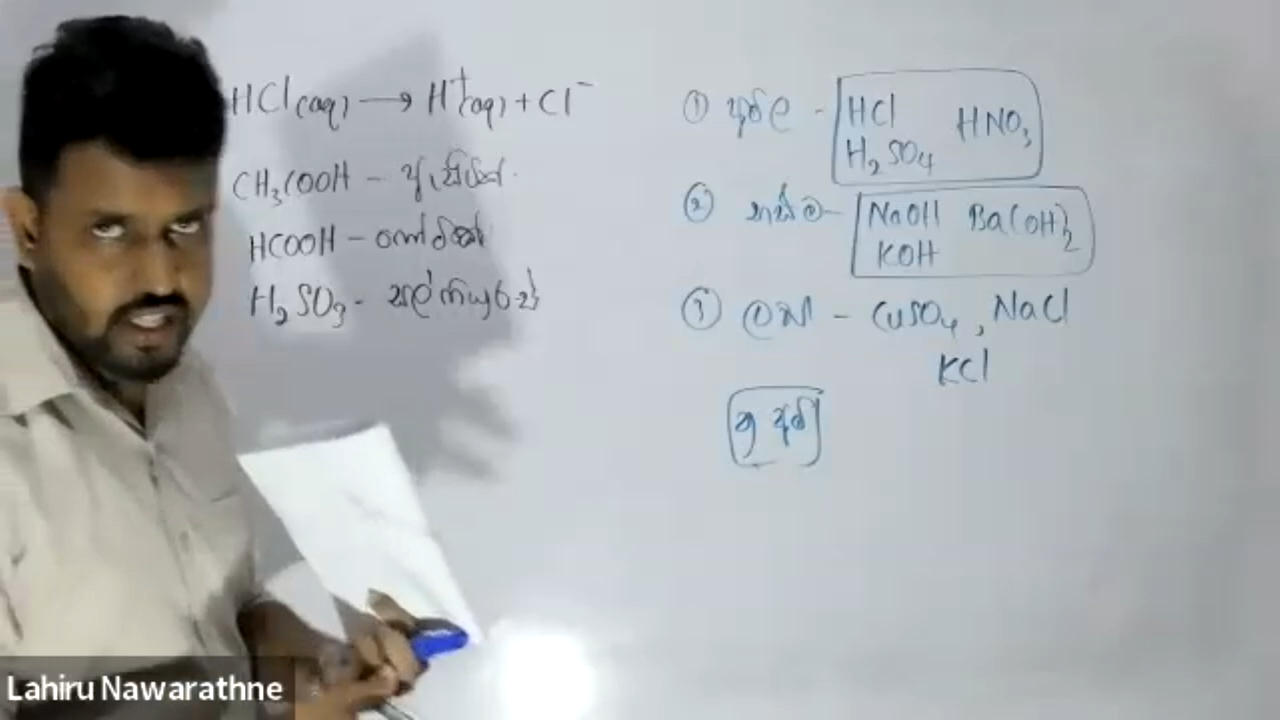 HCl(aq) → H⁺(aq) + Cl⁻
CH₃COOH – ඇසිටික්
HCOOH – ෆෝමික්
H₂SO₃ – සල්ෆියුරස්
① අම්ල – HCl HNO₃
H₂SO₄
② භස්ම – NaOH Ba(OH)₂
KOH
③ ලවණ – CuSO₄, NaCl
KCl
Lahiru Nawarathne